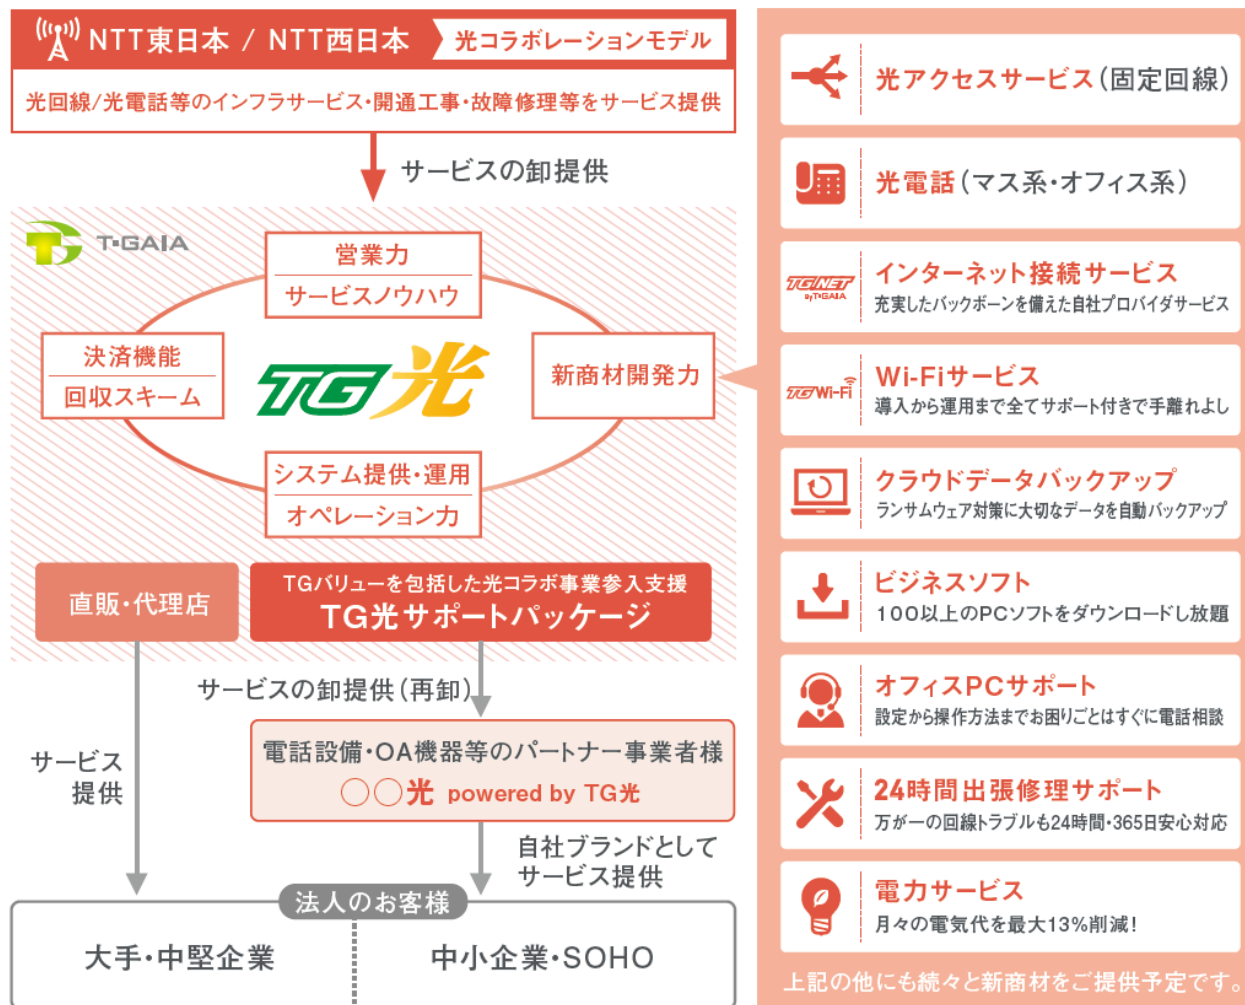 NTT東日本 / NTT西日本 光コラボレーションモデル
光回線/光電話等のインフラサービス・開通工事・故障修理等をサービス提供
サービスの卸提供
TG T・GAIA
営業力
サービスノウハウ
決済機能
回収スキーム
TG光
新商材開発力
システム提供・運用
オペレーション力
直販・代理店
TGバリューを包括した光コラボ事業参入支援
TG光サポートパッケージ
サービスの卸提供(再卸)
サービス
提供
電話設備・OA機器等のパートナー事業者様
○○光 powered by TG光
自社ブランドとして
サービス提供
法人のお客様
大手・中堅企業
中小企業・SOHO
光アクセスサービス(固定回線)
光電話(マス系・オフィス系)
TG NET
By T・GAIA
インターネット接続サービス
充実したバックボーンを備えた自社プロバイダサービス
TG Wi-Fi
Wi-Fiサービス
導入から運用まで全てサポート付きで手離れよし
クラウドデータバックアップ
ランサムウェア対策に大切なデータを自動バックアップ
ビジネスソフト
100以上のPCソフトをダウンロードし放題
オフィスPCサポート
設定から操作方法までお困りごとはすぐに電話相談
24時間出張修理サポート
万が一の回線トラブルも24時間・365日安心対応
電力サービス
月々の電気代を最大13%削減!
上記の他にも続々と新商材をご提供予定です。